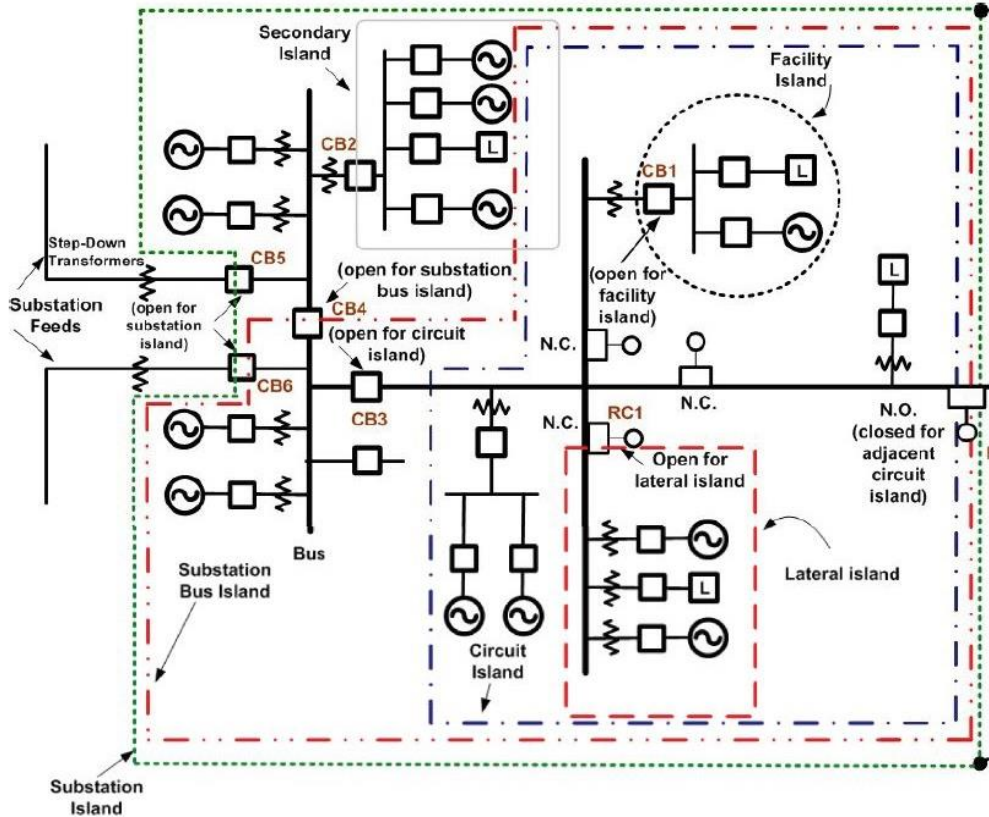 Secondary
Island
Facility
Island
CB2
L
CB1
L
Step-Down
Transformers
CB5
(open for substation
bus island)
(open for
facility
island)
L
Substation
Feeds
(open for
substation
island)
CB4
(open for circuit
island)
N.C.
CB6
N.C.
N.O.
(closed for
adjacent
circuit
island)
CB3
N.C.
RC1
Open for
lateral island
Bus
Substation
Bus Island
L
Lateral island
Circuit
Island
Substation
Island